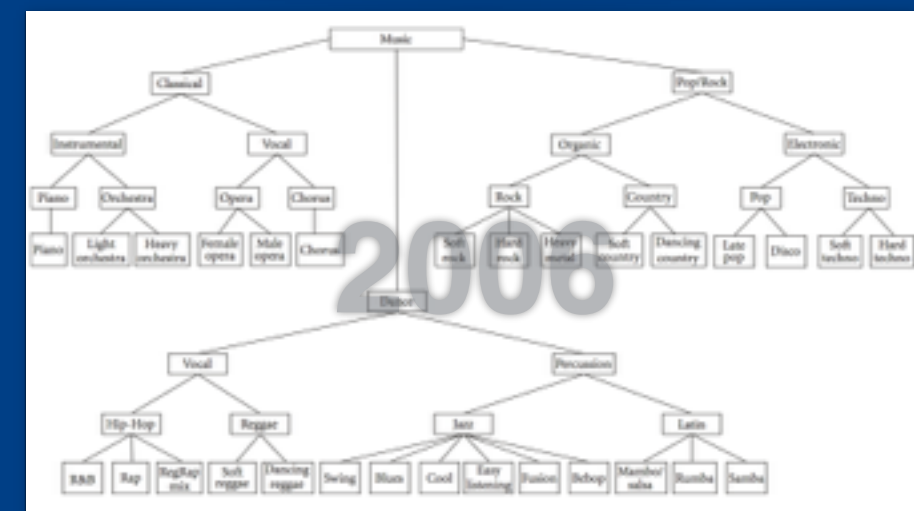 Music
Classical
Pop/Rock
Instrumental
Vocal
Organic
Electronic
Piano
Orchestra
Opera
Chorus
Rock
Country
Pop
Techno
Piano
Light
orchestra
Heavy
orchestra
Female
opera
Male
opera
Chorus
Soft
rock
Hard
rock
Heavy
metal
Soft
country
Dancing
country
Late
pop
Disco
Soft
techno
Hard
techno
2006
Vocal
Percussion
Hip-Hop
Reggae
Jazz
Latin
R&B
Rap
RegRap
mix
Soft
reggae
Dancing
reggae
Swing
Blues
Cool
Easy
listening
Fusion
Bebop
Mambo/
salsa
Rumba
Samba